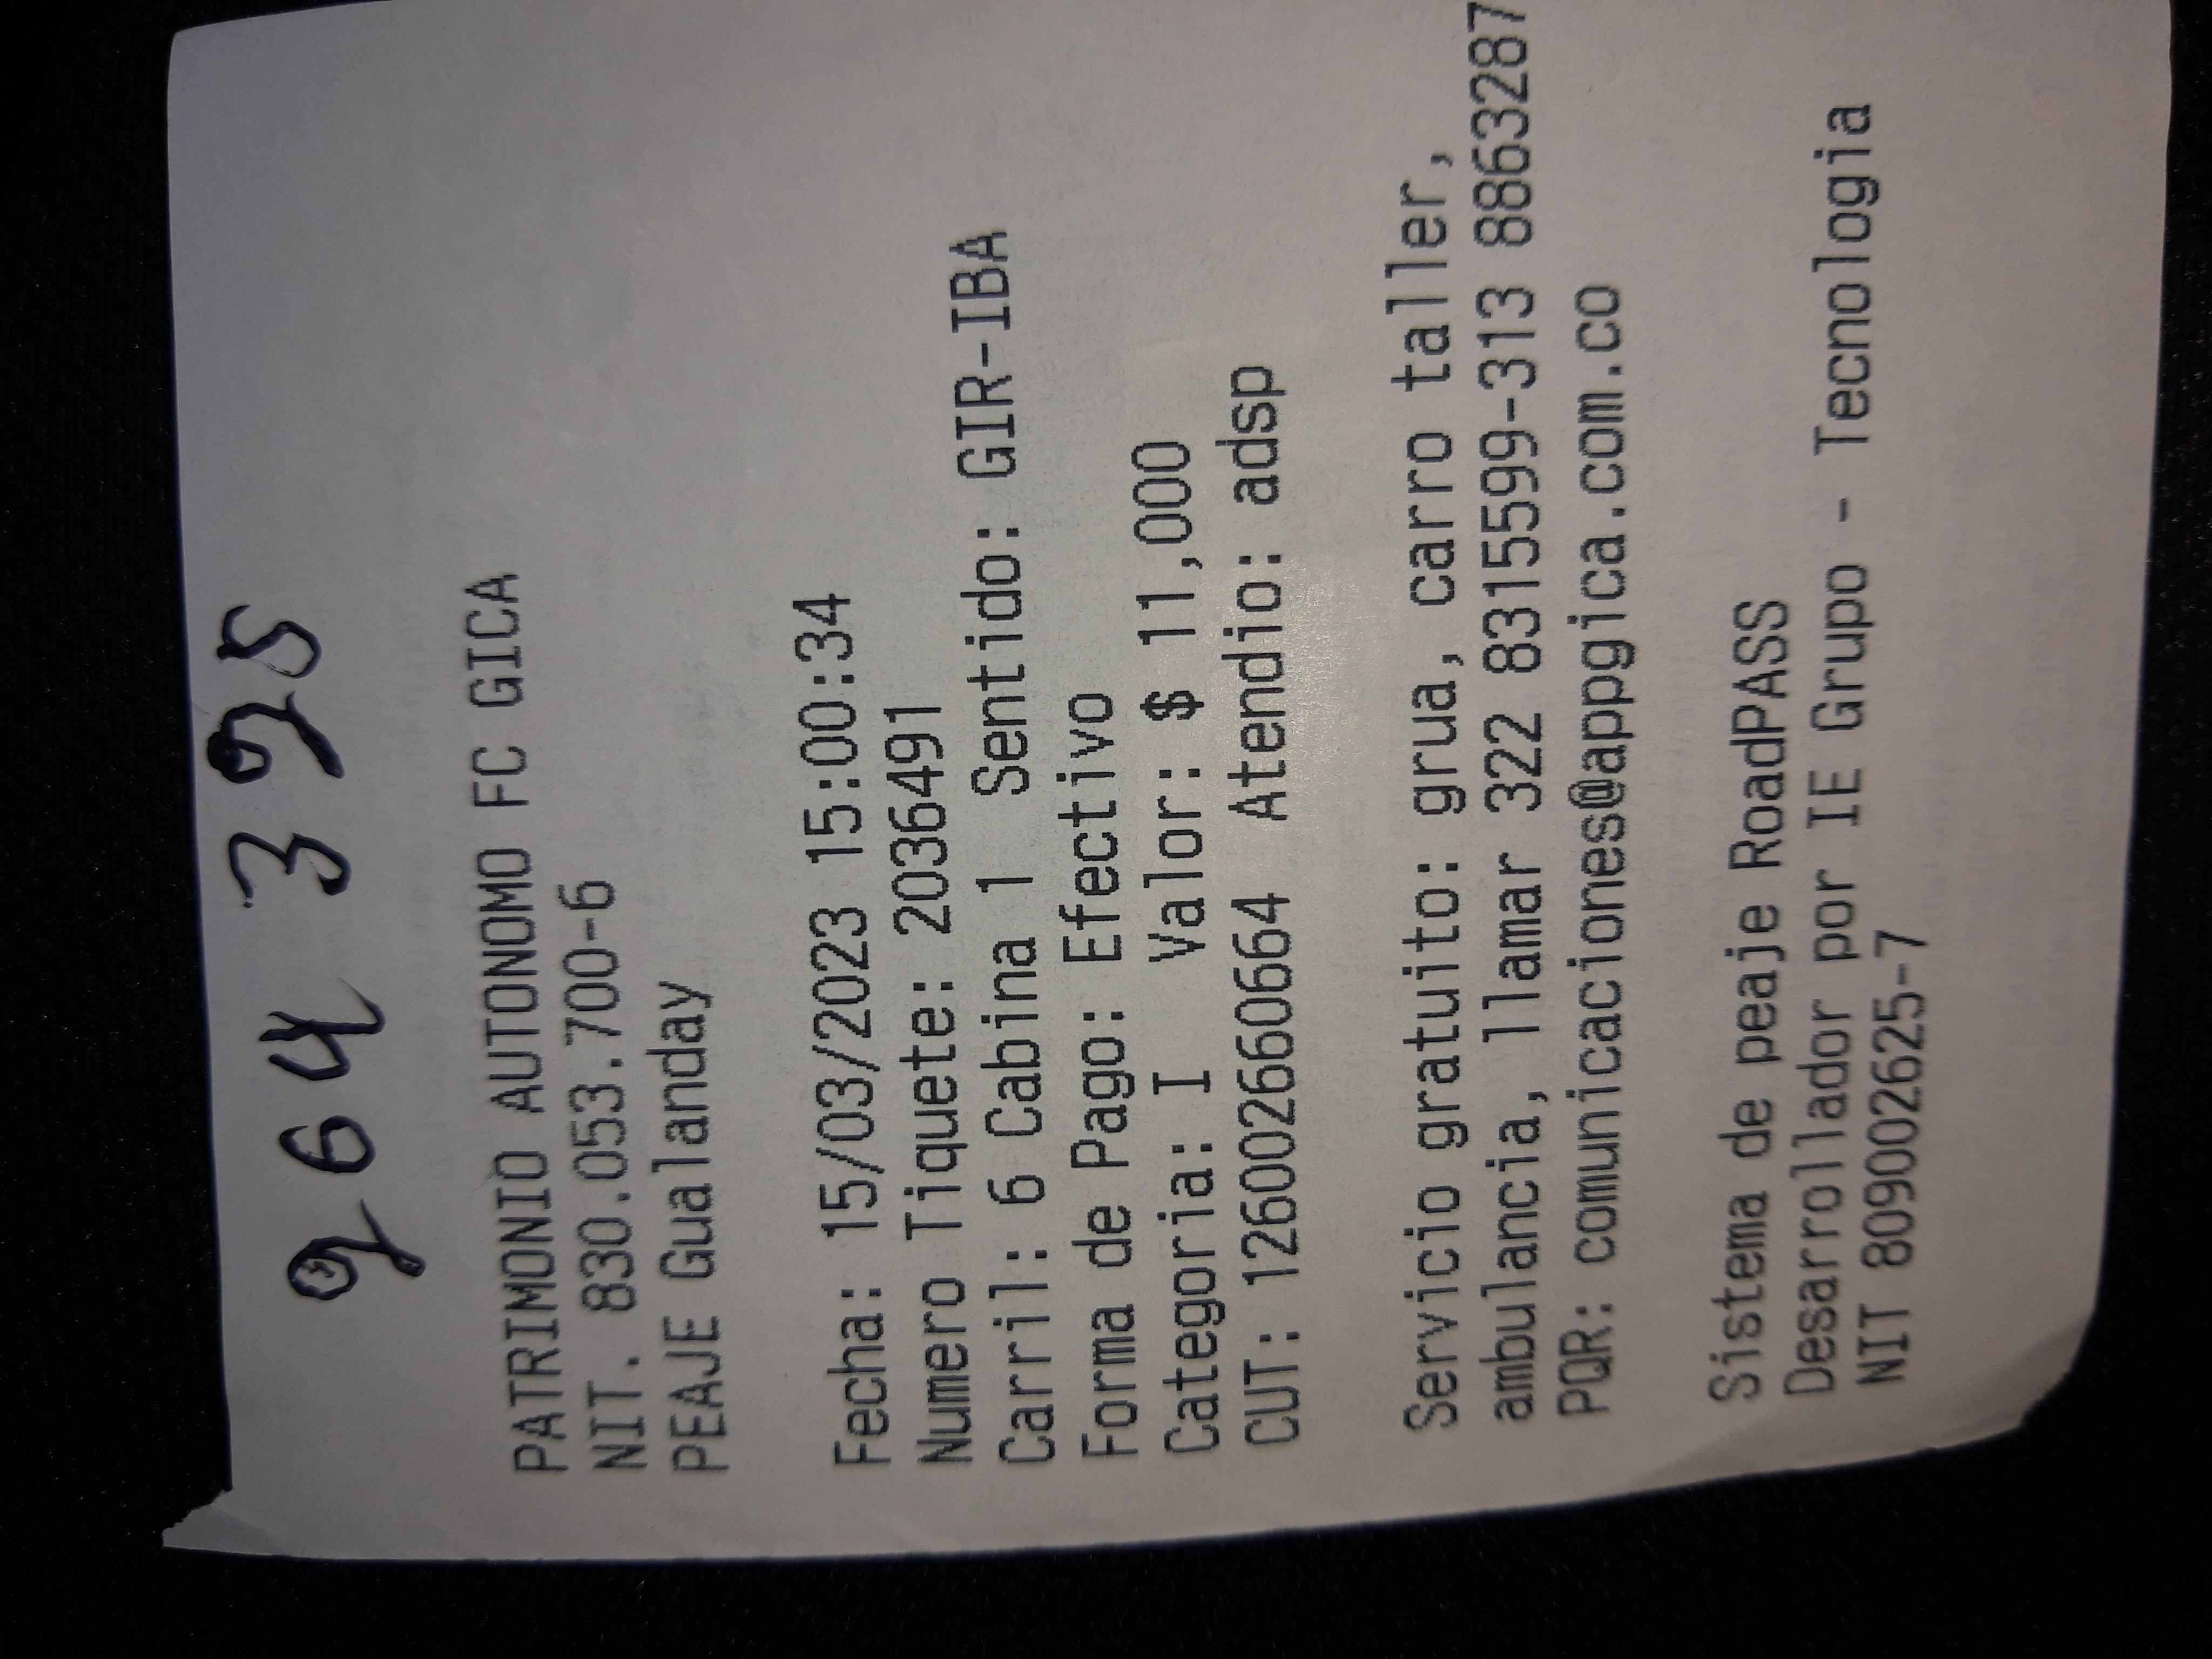 264395
PATRIMONIO AUTONOMO FC GICA
NIT. 830.053.700-6
PEAJE Gualanday
Fecha: 15/03/2023 15:00:34
Numero Tiquete: 2036491
Carril: 6 Cabina 1 Sentido: GIR-IBA
Forma de Pago: Efectivo
Categoria: I Valor: $ 11,000
CUT: 12600266060664 Atendio: adsp
Servicio gratuito: grua, carro taller,
ambulancia, llamar 322 8315599-313 8863287
PQR: comunicaciones@appgica.com.co
Sistema de peaje RoadPASS
Desarrollador por IE Grupo - Tecnologia
NIT 809002625-7